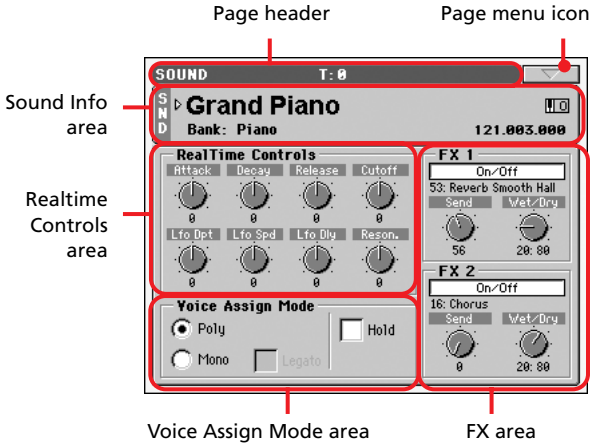 Page header
Page menu icon
SOUND T:0
Sound Info area
SND
Grand Piano
0
Bank: Piano 121.003.000
Realtime Controls area
RealTime Controls
Attack Decay Release Cutoff
0 0 0 0
Lfo Dpt Lfo Spd Lfo Dly Reson.
0 0 0 0
FX 1
On/Off
53: Reverb Smooth Hall
Send Wet/Dry
56 20:80
FX 2
On/Off
16: Chorus
Send Wet/Dry
0 20:80
Voice Assign Mode
Poly Hold
Mono Legato
Voice Assign Mode area
FX area